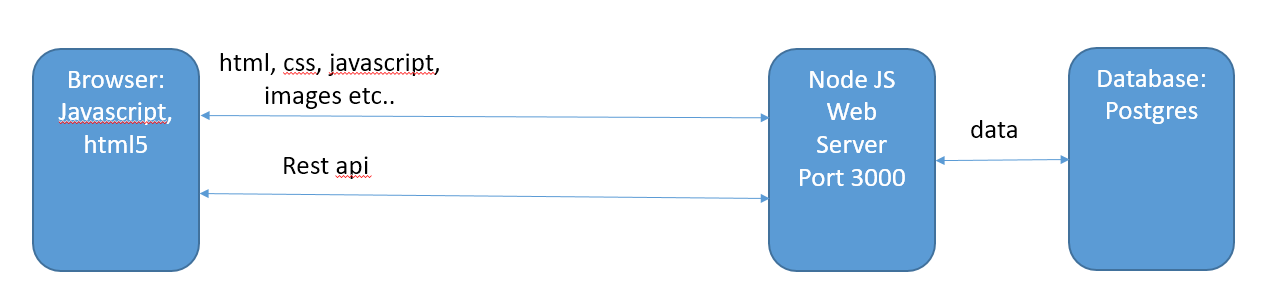 Browser:
Javascript,
html5
html, css, javascript,
images etc..
Rest api
Node JS
Web
Server
Port 3000
data
Database:
Postgres